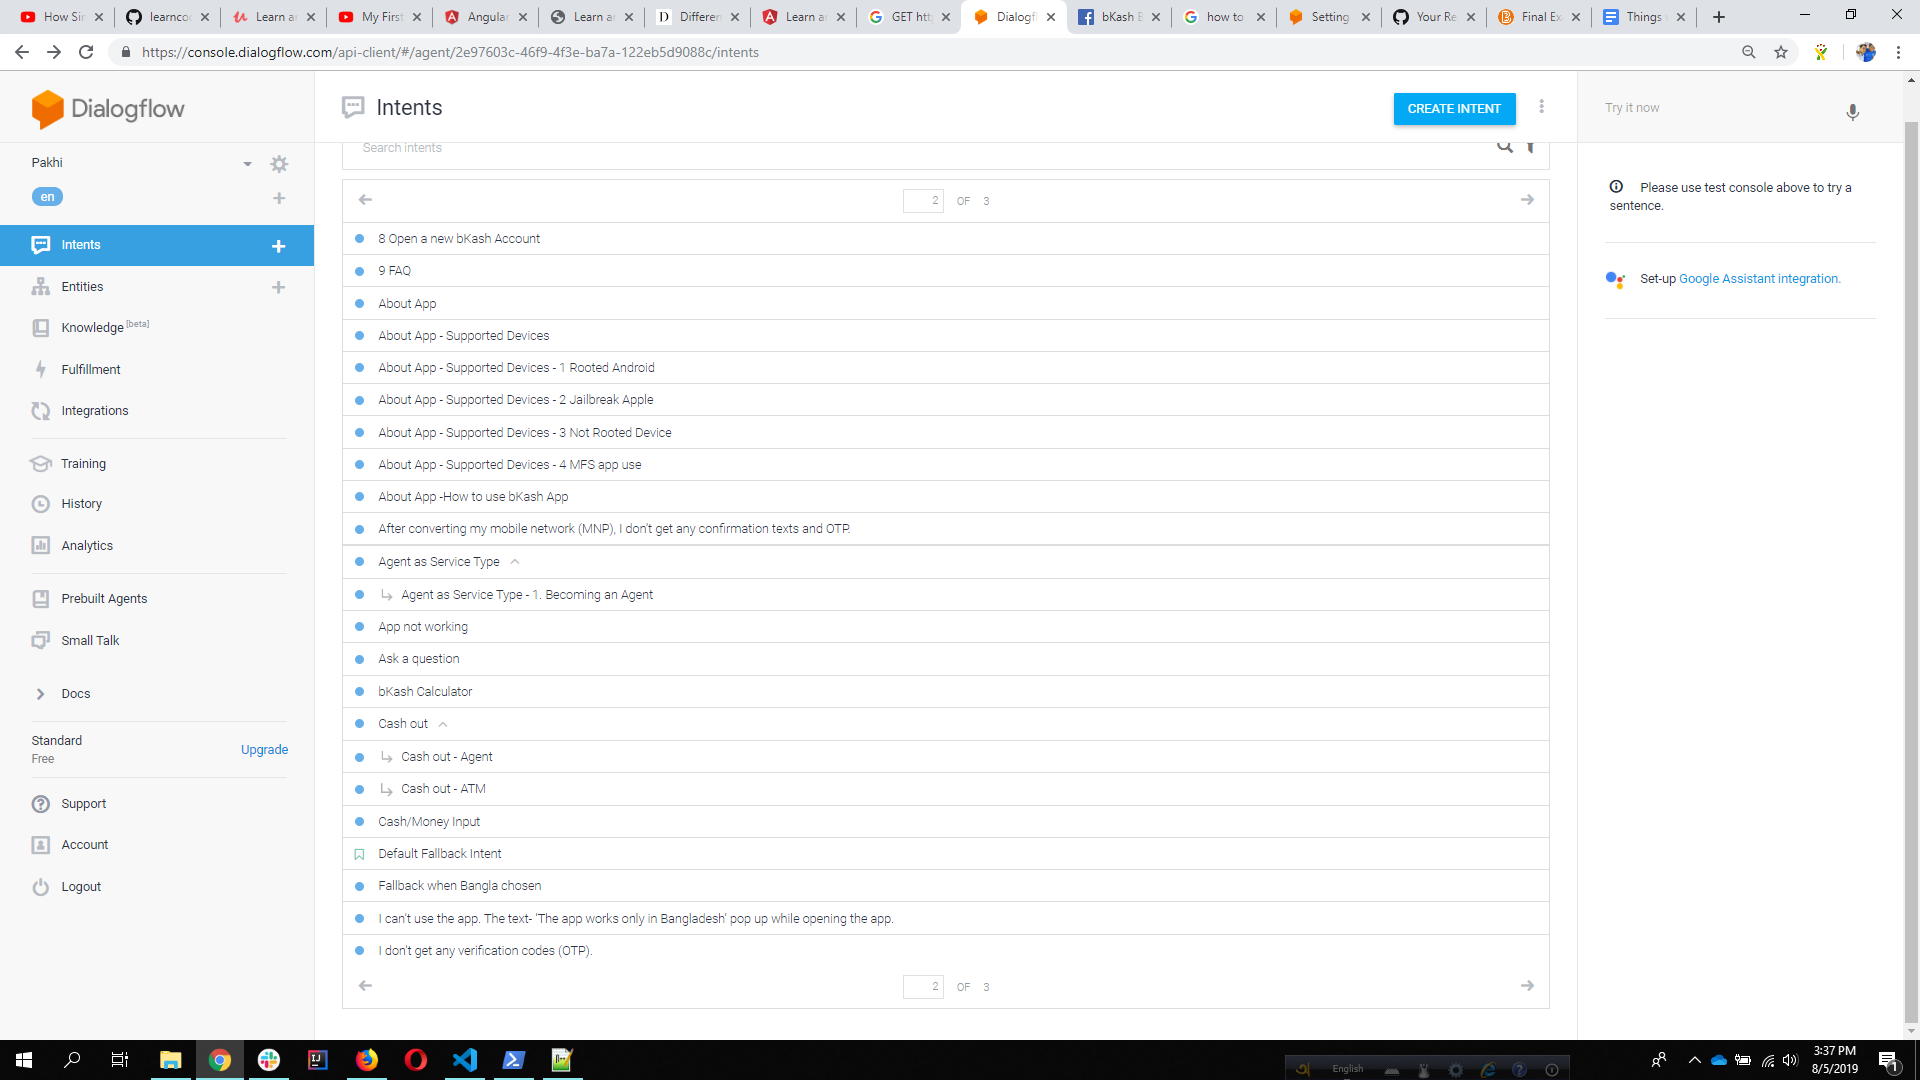 How Sir
learncoc
Learn ar
My First
Angular
Learn ar
Differen
Learn ar
GET htt
Dialogfl
bKash E
how to
Setting
Your Re
Final Ex
Things
https://console.dialogflow.com/api-client/#/agent/2e97603c-46f9-4f3e-ba7a-122eb5d9088c/intents
Dialogflow
Intents
CREATE INTENT
Try it now
Pakhi
en
Search intents
Please use test console above to try a
sentence.
2 OF 3
Intents
8 Open a new bKash Account
9 FAQ
Set-up Google Assistant integration.
Entities
About App
Knowledge [beta]
About App - Supported Devices
Fulfillment
About App - Supported Devices - 1 Rooted Android
Integrations
About App - Supported Devices - 2 Jailbreak Apple
About App - Supported Devices - 3 Not Rooted Device
Training
About App - Supported Devices - 4 MFS app use
History
About App -How to use bKash App
After converting my mobile network (MNP), I don't get any confirmation texts and OTP.
Analytics
Agent as Service Type
Prebuilt Agents
Agent as Service Type - 1. Becoming an Agent
App not working
Small Talk
Ask a question
Docs
bKash Calculator
Cash out
Standard
Free
Upgrade
Cash out - Agent
Cash out - ATM
Support
Cash/Money Input
Account
Default Fallback Intent
Logout
Fallback when Bangla chosen
I can't use the app. The text- 'The app works only in Bangladesh' pop up while opening the app.
I don't get any verification codes (OTP).
2 OF 3
English
3:37 PM
8/5/2019
1